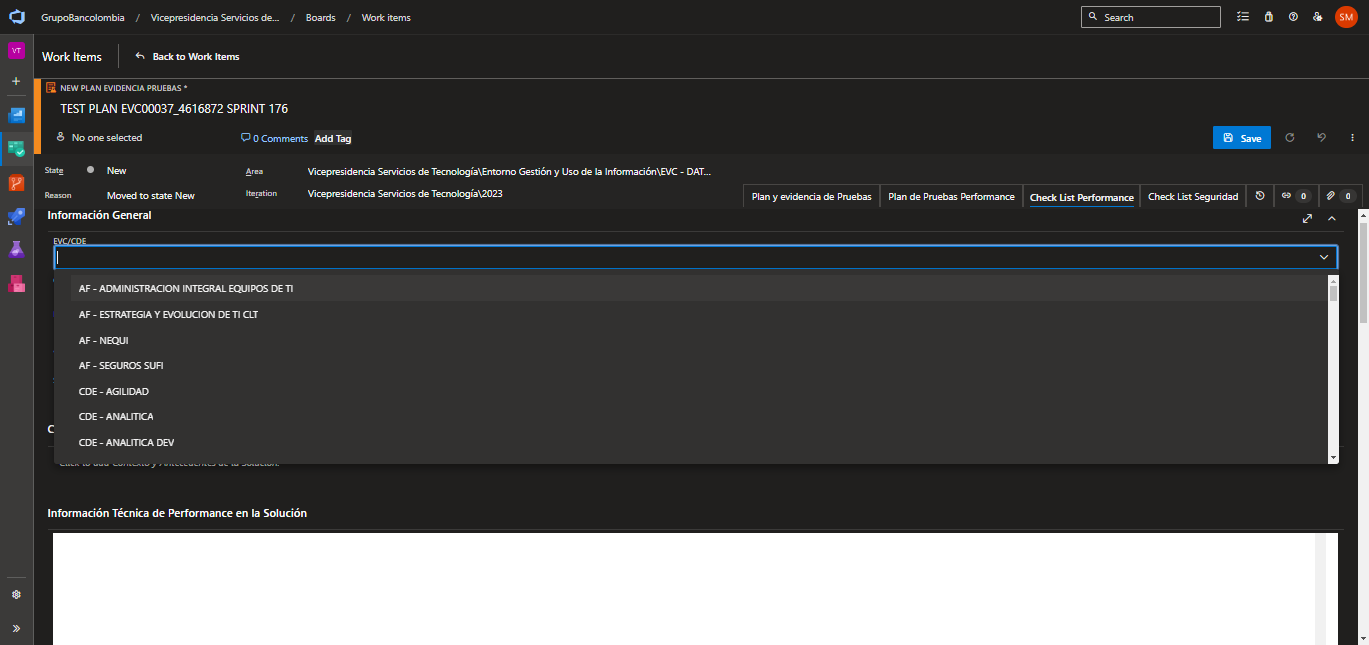 GrupoBancolombia / Vicepresidencia Servicios de... / Boards / Work items
Search
SM
VT
Work Items
Back to Work Items
NEW PLAN EVIDENCIA PRUEBAS *
TEST PLAN EVC00037_4616872 SPRINT 176
No one selected
0 Comments
Add Tag
Save
State
New
Area
Vicepresidencia Servicios de Tecnología\Entorno Gestión y Uso de la Información\EVC - DAT...
Reason
Moved to state New
Iteration
Vicepresidencia Servicios de Tecnología\2023
Plan y evidencia de Pruebas
Plan de Pruebas Performance
Check List Performance
Check List Seguridad
0
0
Información General
EVC/CDE
AF - ADMINISTRACION INTEGRAL EQUIPOS DE TI
AF - ESTRATEGIA Y EVOLUCION DE TI CLT
AF - NEQUI
AF - SEGUROS SUFI
CDE - AGILIDAD
CDE - ANALITICA
CDE - ANALITICA DEV
Click to add Contexto y Antecedentes de la Solución.
Información Técnica de Performance en la Solución